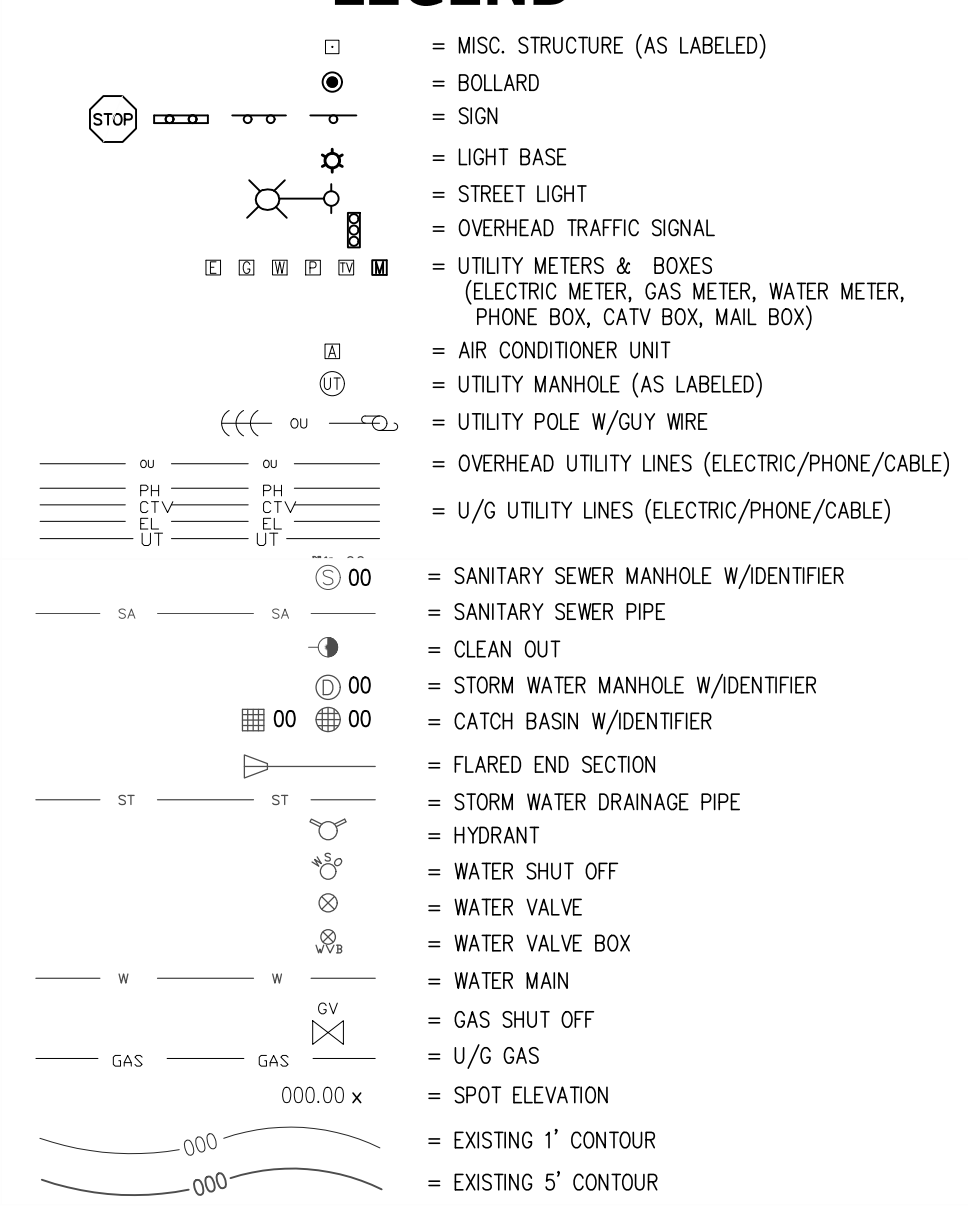 LEGEND
= MISC. STRUCTURE (AS LABELED)
= BOLLARD
STOP = SIGN
= LIGHT BASE
= STREET LIGHT
= OVERHEAD TRAFFIC SIGNAL
E G W P TV M = UTILITY METERS & BOXES
(ELECTRIC METER, GAS METER, WATER METER,
PHONE BOX, CATV BOX, MAIL BOX)
A = AIR CONDITIONER UNIT
UT = UTILITY MANHOLE (AS LABELED)
OU = UTILITY POLE W/GUY WIRE
OU OU = OVERHEAD UTILITY LINES (ELECTRIC/PHONE/CABLE)
PH PH
CTV CTV = U/G UTILITY LINES (ELECTRIC/PHONE/CABLE)
EL EL
UT UT
S 00 = SANITARY SEWER MANHOLE W/IDENTIFIER
SA SA = SANITARY SEWER PIPE
= CLEAN OUT
D 00 = STORM WATER MANHOLE W/IDENTIFIER
00 00 = CATCH BASIN W/IDENTIFIER
= FLARED END SECTION
ST ST = STORM WATER DRAINAGE PIPE
= HYDRANT
WSO = WATER SHUT OFF
= WATER VALVE
WVB = WATER VALVE BOX
W W = WATER MAIN
GV
= GAS SHUT OFF
GAS GAS = U/G GAS
000.00 x = SPOT ELEVATION
000 = EXISTING 1' CONTOUR
000 = EXISTING 5' CONTOUR